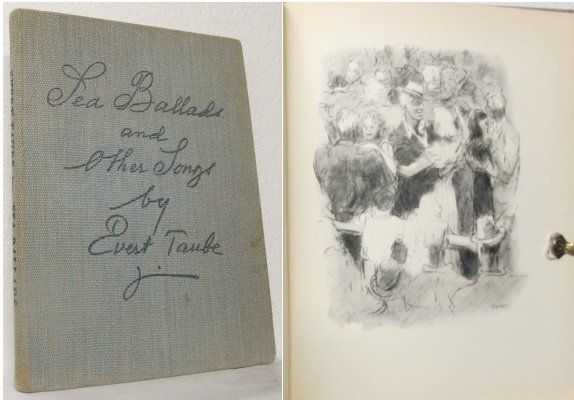 Sea Ballads
and
Other Songs
by
Evert Taube